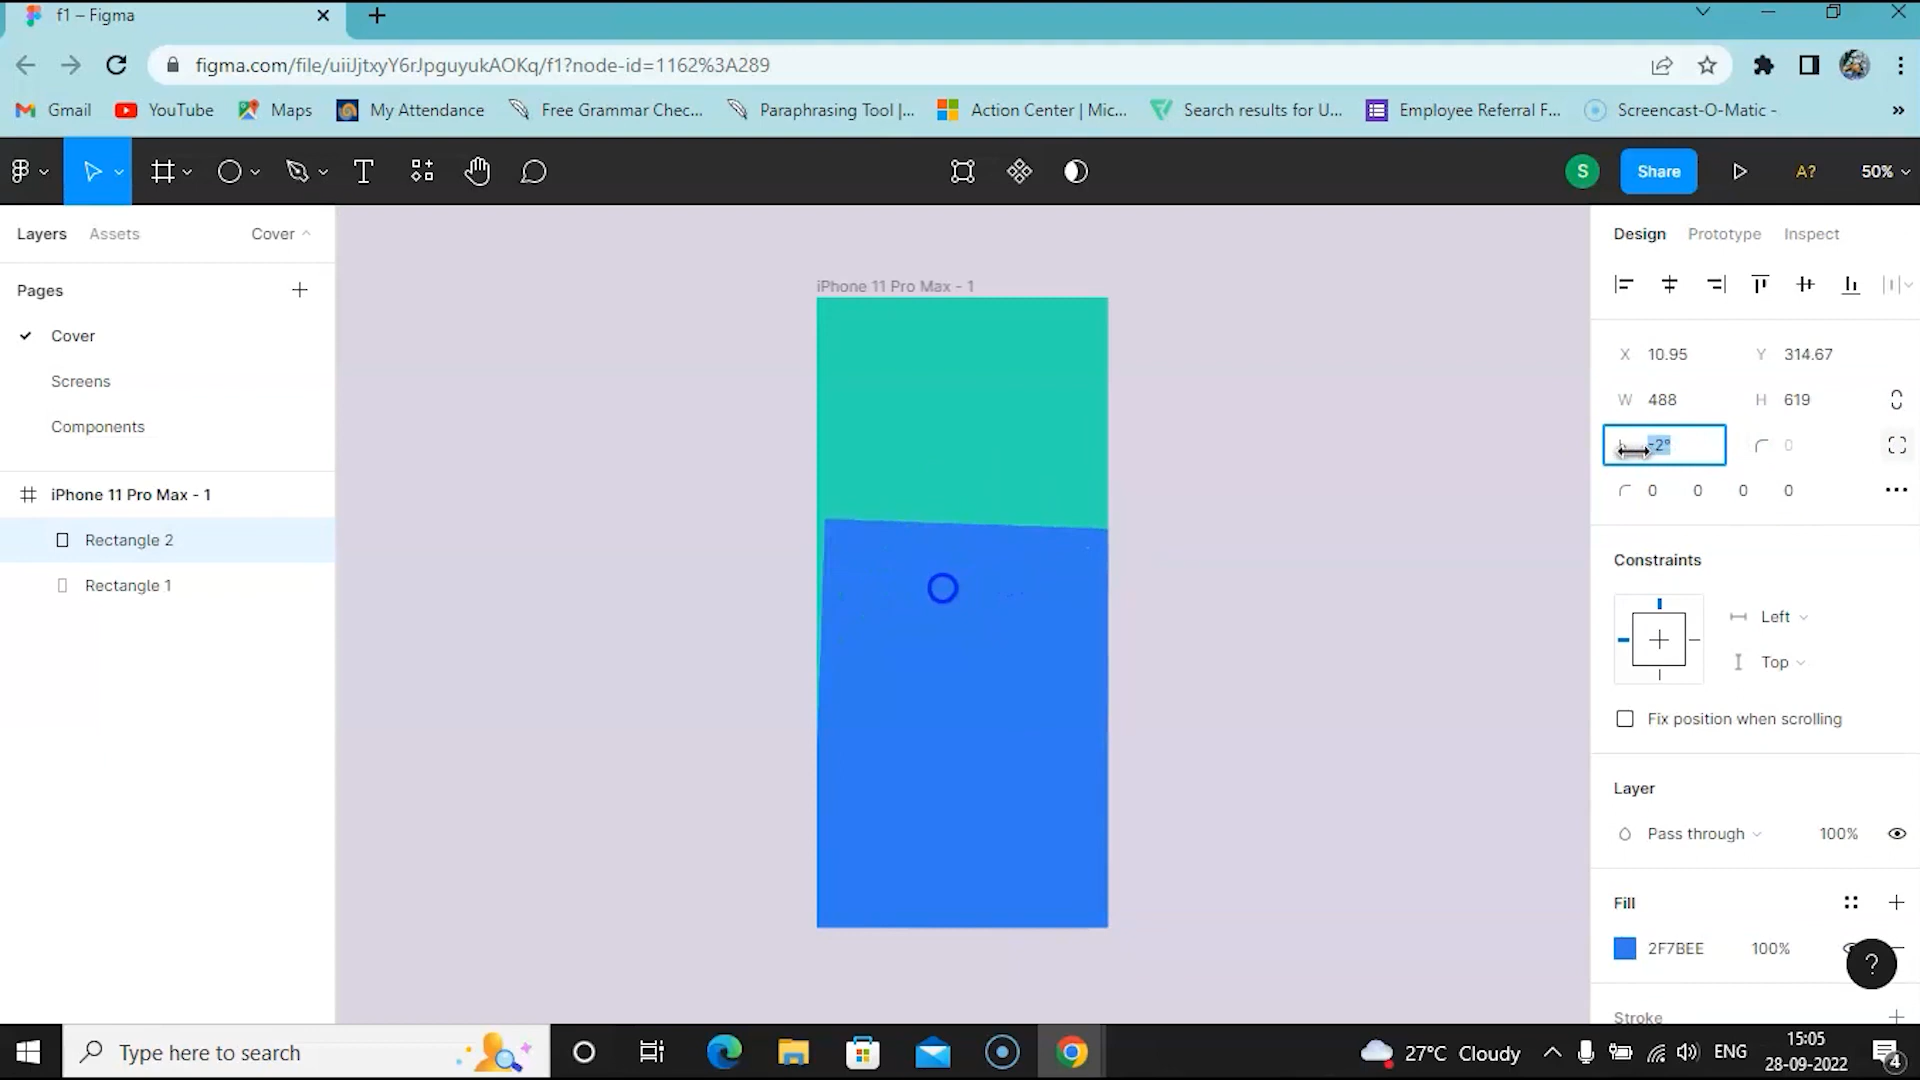 f1 – Figma
figma.com/file/uiiJjtxyY6rJpguyukAOKq/f1?node-id=1162%3A289
Gmail YouTube Maps My Attendance Free Grammar Chec... Paraphrasing Tool |... Action Center | Mic... Search results for U... Employee Referral F... Screencast-O-Matic - »
T S Share A? 50%
Layers Assets Cover
Design Prototype Inspect
Pages
Cover
Screens
Components
iPhone 11 Pro Max - 1
Rectangle 2
Rectangle 1
iPhone 11 Pro Max - 1
X 10.95 Y 314.67
W 488 H 619
-2° 0
0 0 0 0
Constraints
Left
Top
Fix position when scrolling
Layer
Pass through 100%
Fill
2F7BEE 100%
?
Stroke
Type here to search
27°C Cloudy ENG
15:05
28-09-2022
4